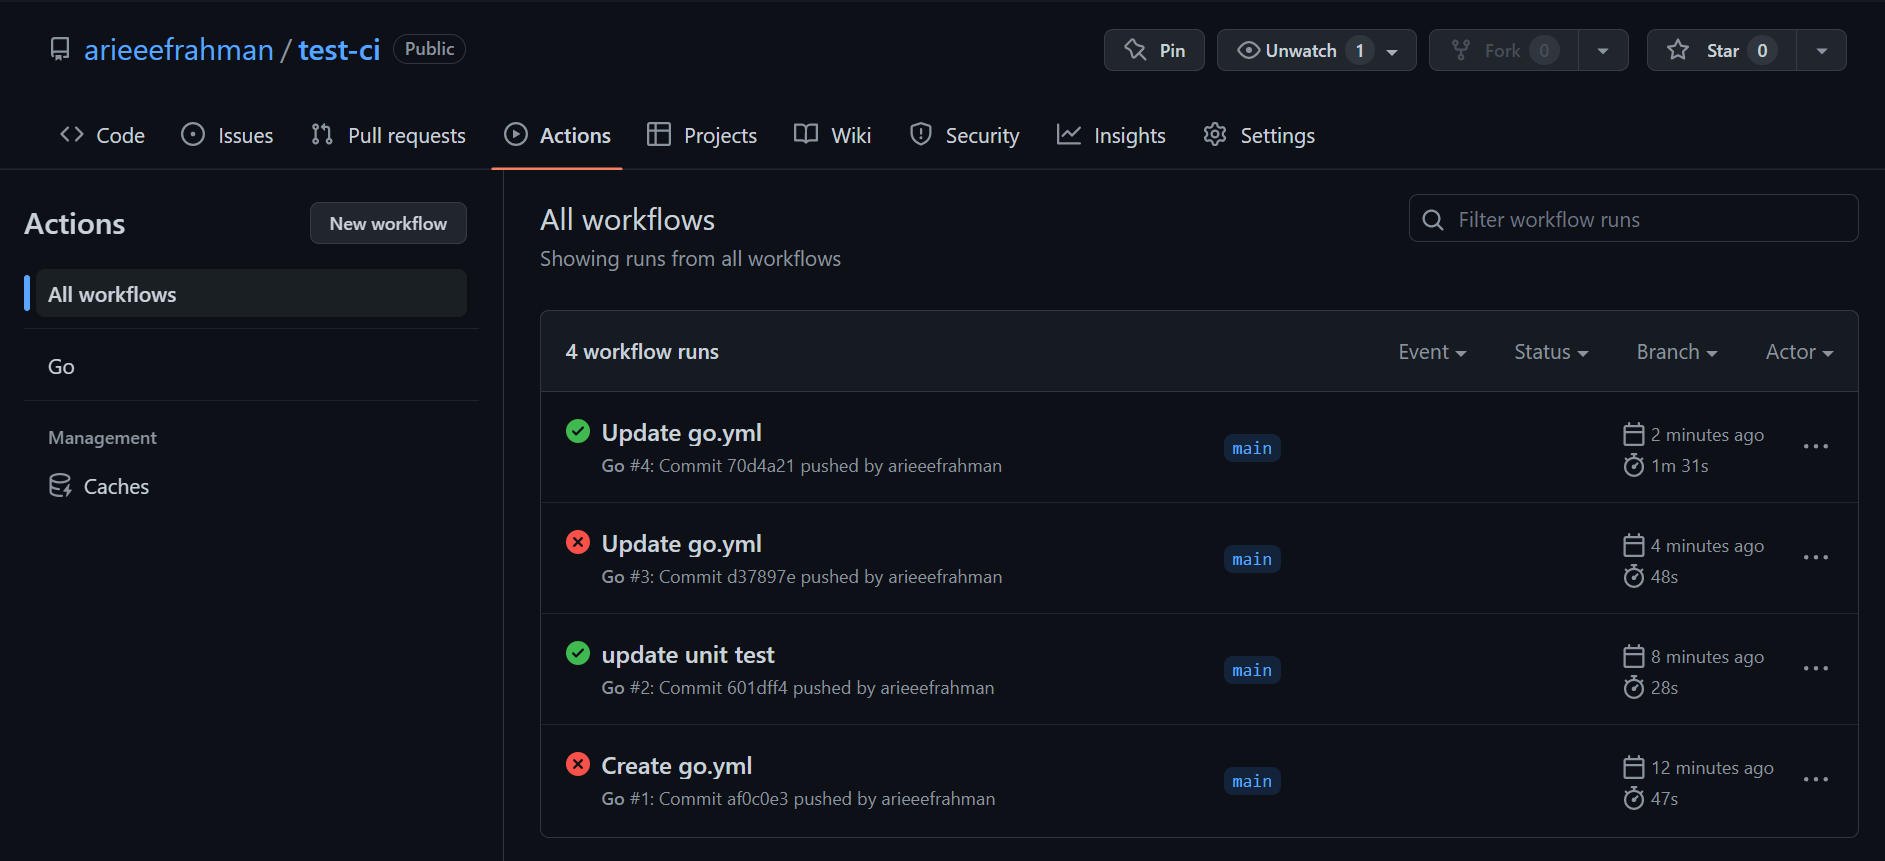 arieeefrahman / test-ci Public
Pin Unwatch 1 Fork 0 Star 0
Code Issues Pull requests Actions Projects Wiki Security Insights Settings
Actions New workflow
All workflows
Go
Management
Caches
All workflows
Showing runs from all workflows
Filter workflow runs
4 workflow runs Event Status Branch Actor
Update go.yml
Go #4: Commit 70d4a21 pushed by arieeefrahman
main
2 minutes ago
1m 31s
Update go.yml
Go #3: Commit d37897e pushed by arieeefrahman
main
4 minutes ago
48s
update unit test
Go #2: Commit 601dff4 pushed by arieeefrahman
main
8 minutes ago
28s
Create go.yml
Go #1: Commit af0c0e3 pushed by arieeefrahman
main
12 minutes ago
47s